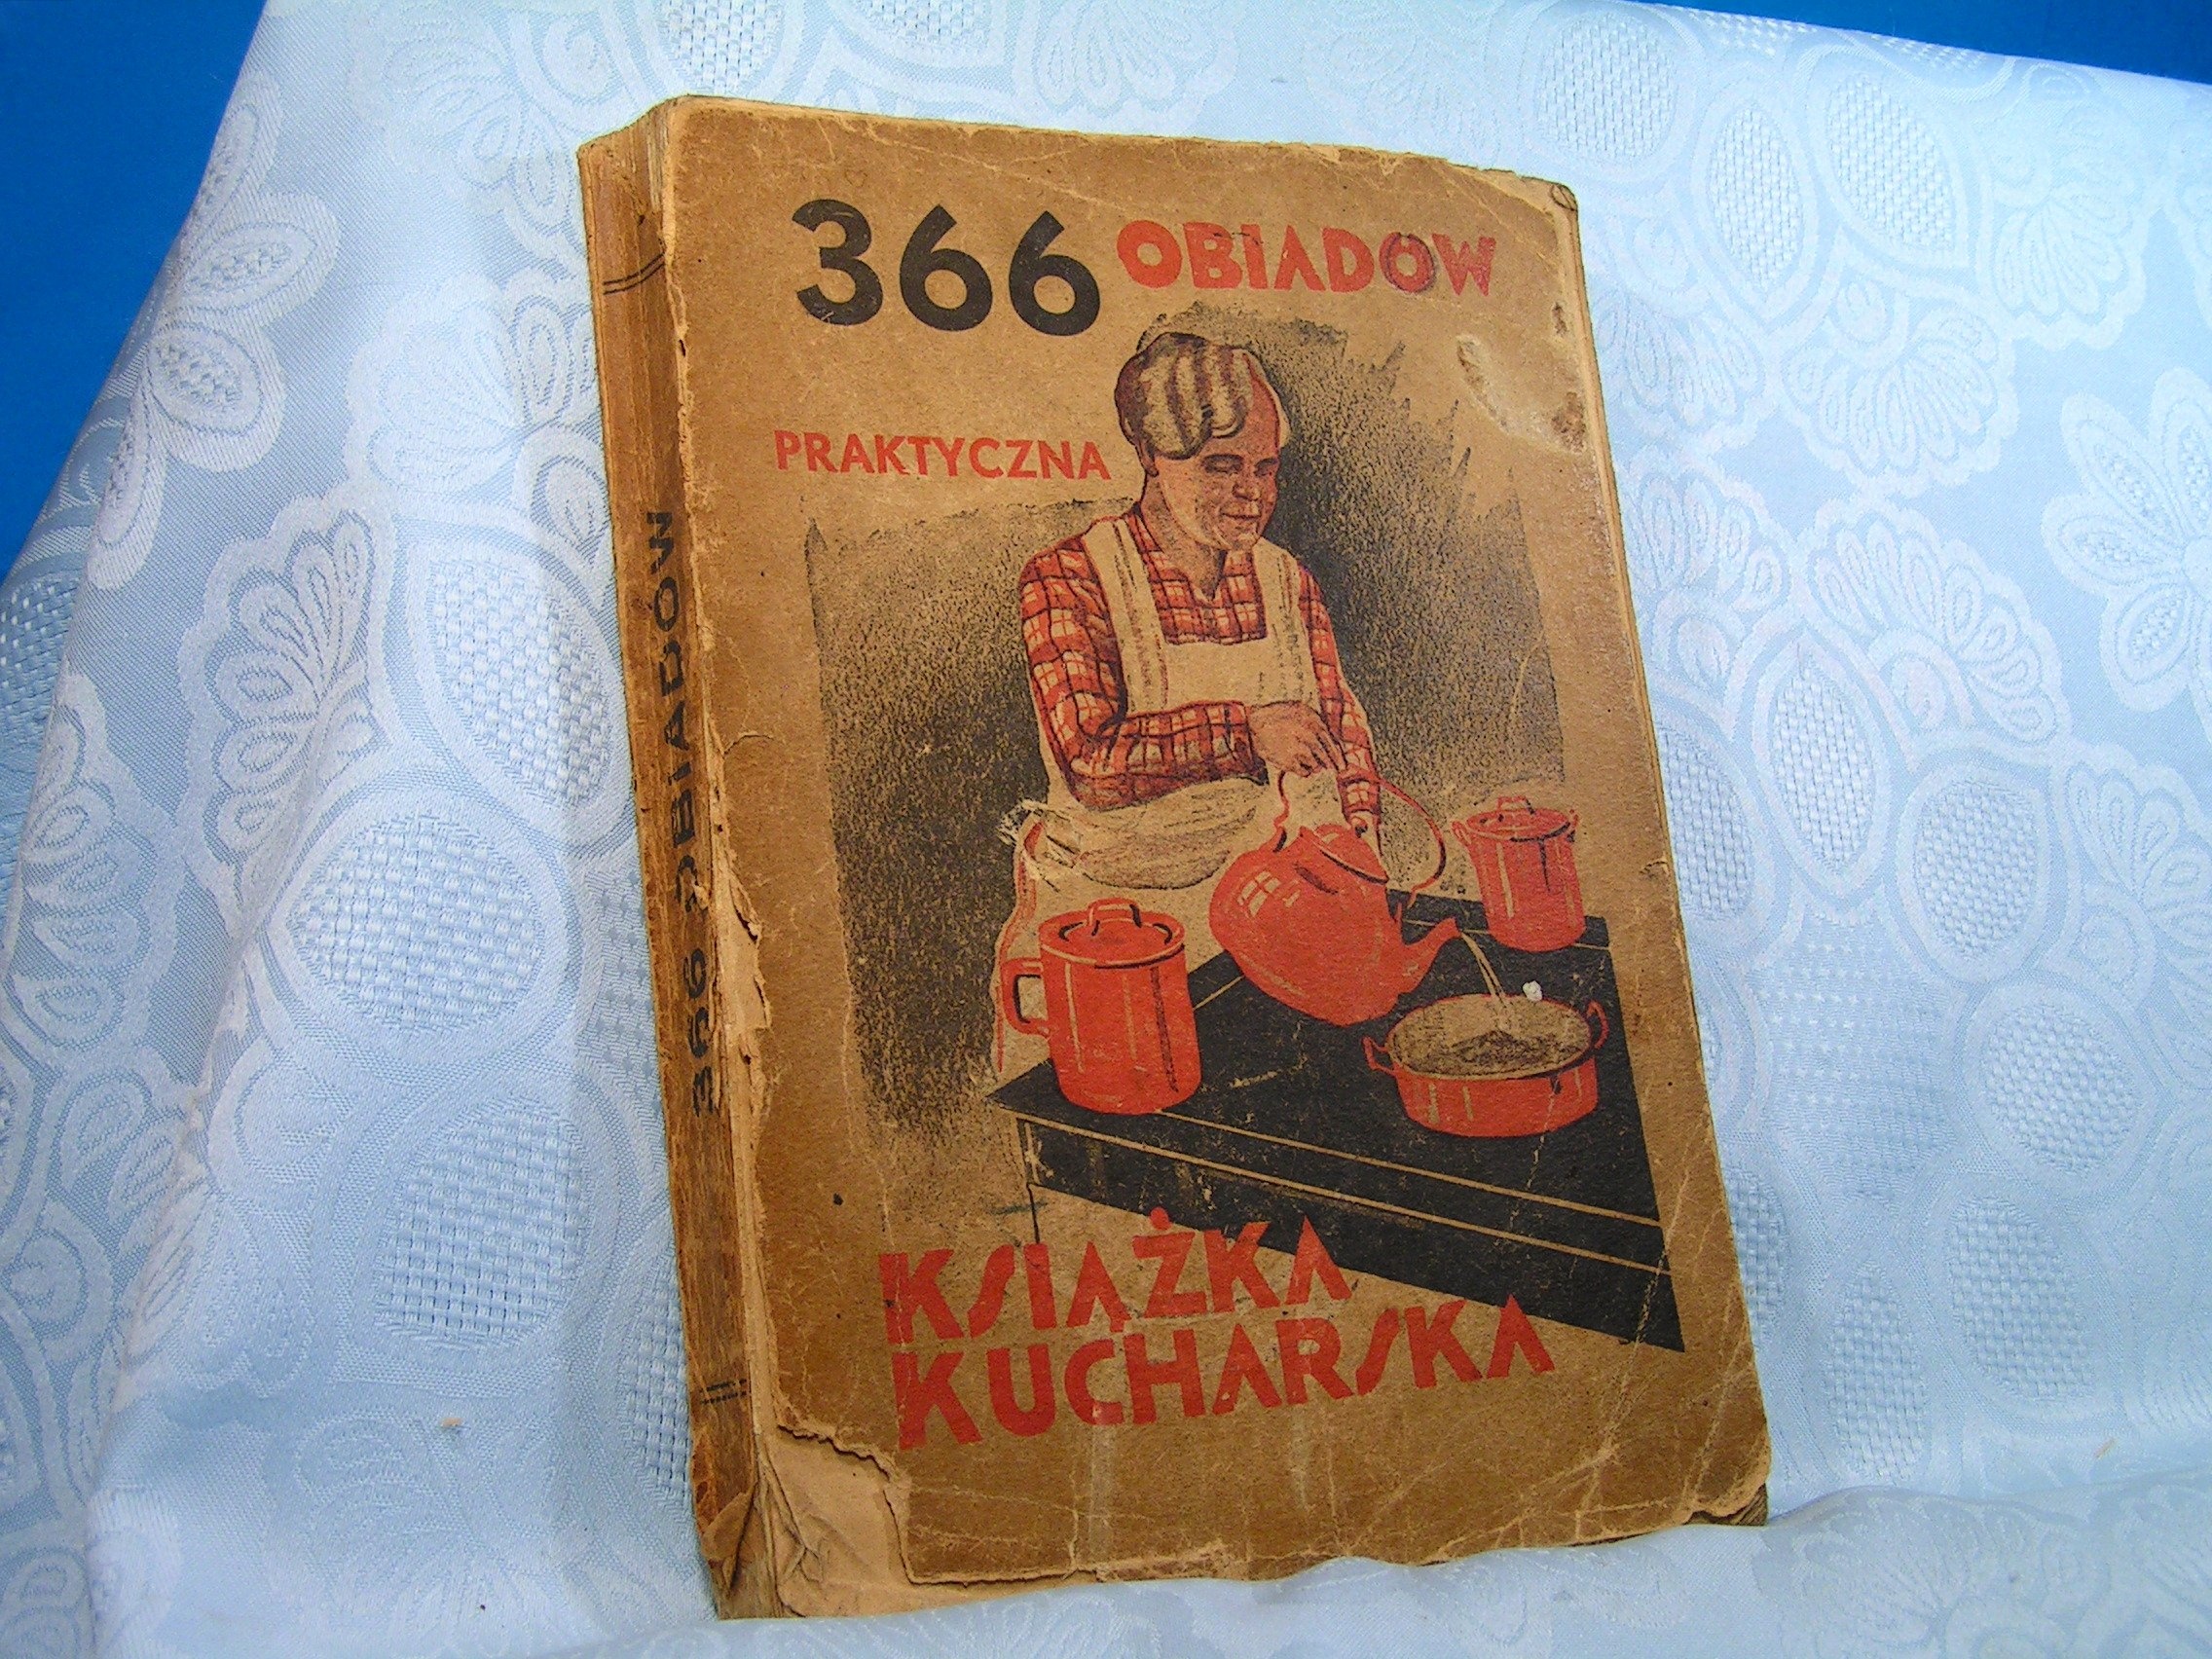 366 OBIADÓW
PRAKTYCZNA
KSIĄŻKA
KUCHARSKA
366 OBIADÓW